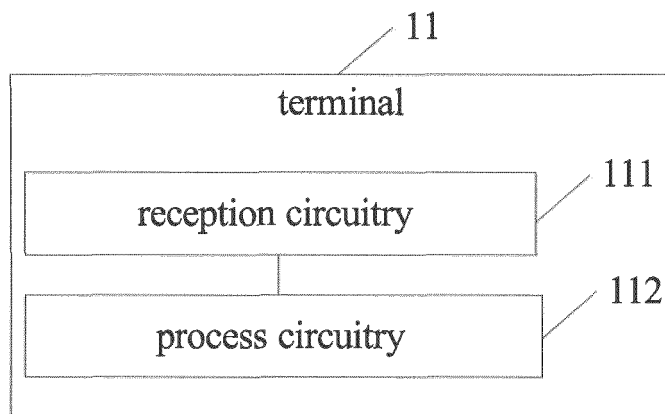 11
terminal
111
reception circuitry
112
process circuitry